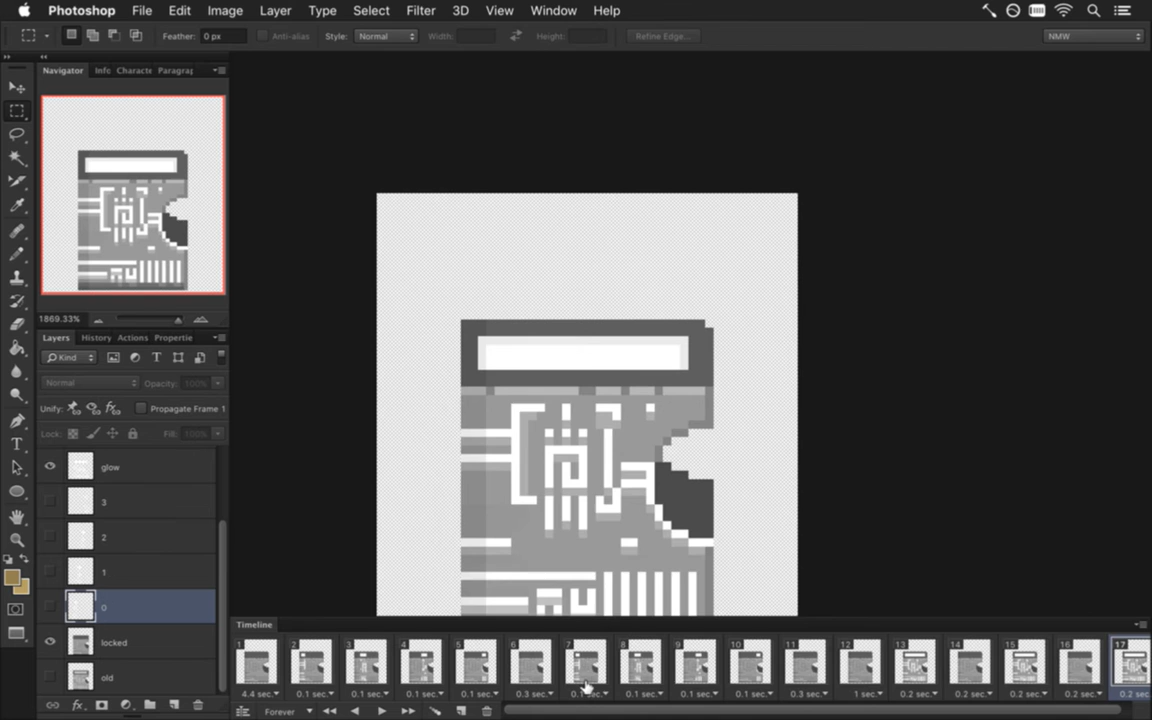 Photoshop File Edit Image Layer Type Select Filter 3D View Window Help
Feather: 0 px Anti-alias Style: Normal Width: Height: Refine Edge... NMW
Navigator Info Characte Paragrap
1869.33%
Layers History Actions Propertie
Kind
Normal Opacity: 100%
Unify: Propagate Frame 1
Lock: Fill: 100%
glow
3
2
1
0
locked
old
Timeline
1 2 3 4 5 6 7 8 9 10 11 12 13 14 15 16 17
4.4 sec. 0.1 sec. 0.1 sec. 0.1 sec. 0.1 sec. 0.3 sec. 0.1 sec. 0.1 sec. 0.1 sec. 0.1 sec. 0.3 sec. 1 sec. 0.2 sec. 0.2 sec. 0.2 sec. 0.2 sec. 0.2 sec
Forever